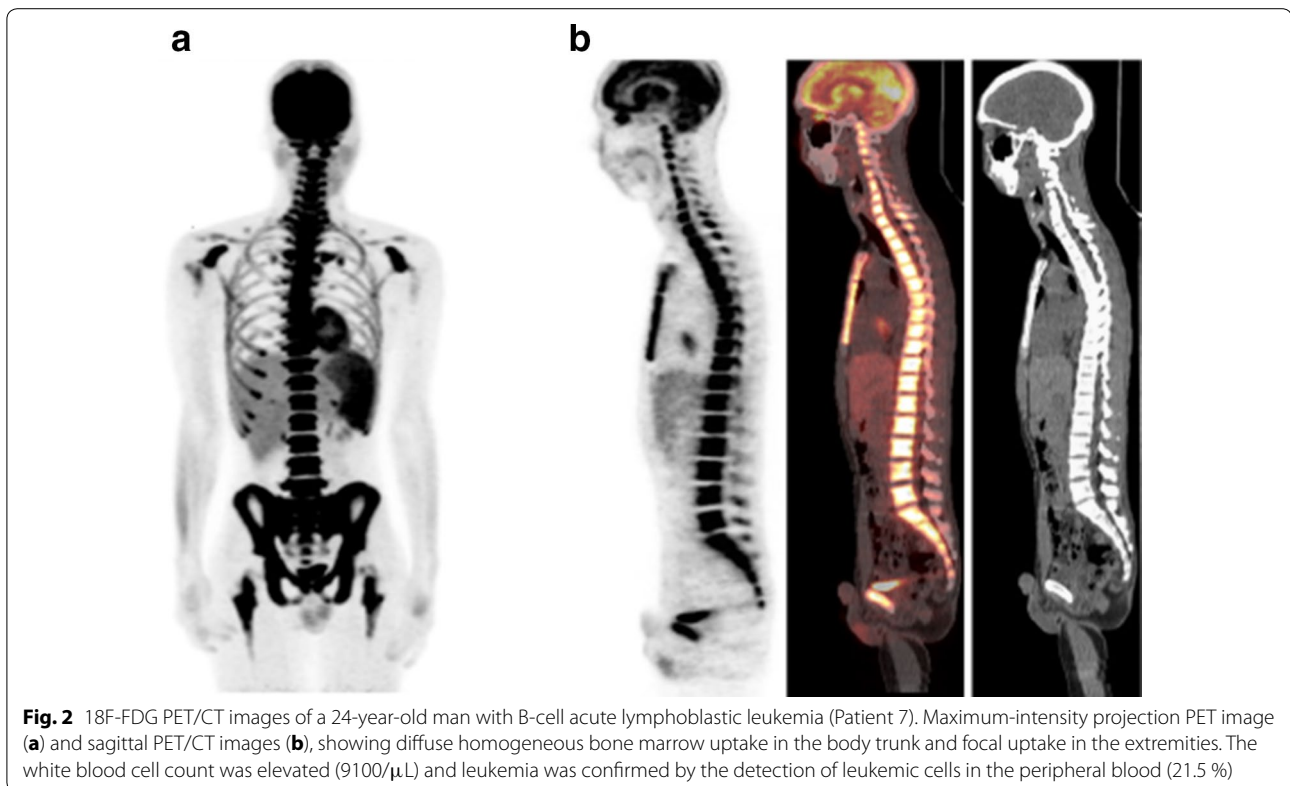 a
b
Fig. 2 18F-FDG PET/CT images of a 24-year-old man with B-cell acute lymphoblastic leukemia (Patient 7). Maximum-intensity projection PET image
(a) and sagittal PET/CT images (b), showing diffuse homogeneous bone marrow uptake in the body trunk and focal uptake in the extremities. The
white blood cell count was elevated (9100/μL) and leukemia was confirmed by the detection of leukemic cells in the peripheral blood (21.5 %)